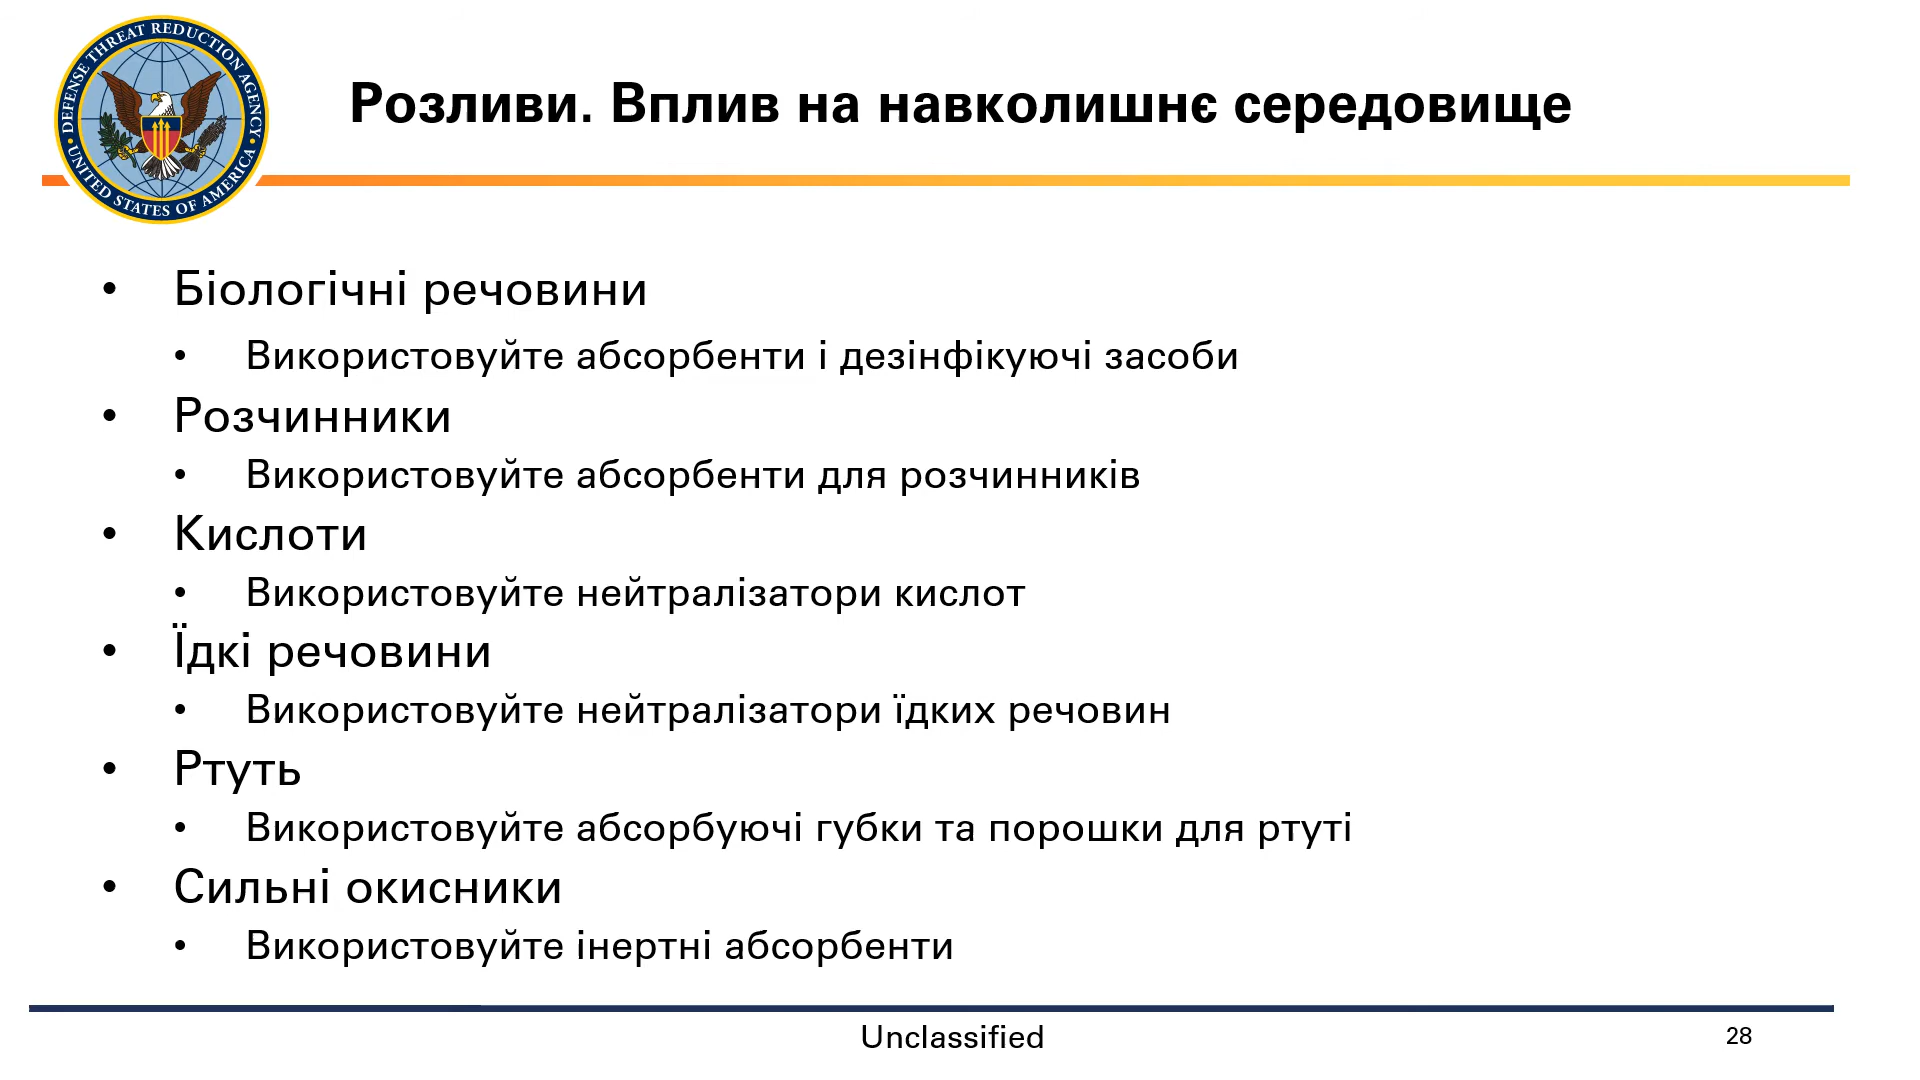 DEFENSE THREAT REDUCTION AGENCY
UNITED STATES OF AMERICA
Розливи. Вплив на навколишнє середовище
• Біологічні речовини
• Використовуйте абсорбенти і дезінфікуючі засоби
• Розчинники
• Використовуйте абсорбенти для розчинників
• Кислоти
• Використовуйте нейтралізатори кислот
• Їдкі речовини
• Використовуйте нейтралізатори їдких речовин
• Ртуть
• Використовуйте абсорбуючі губки та порошки для ртуті
• Сильні окисники
• Використовуйте інертні абсорбенти
Unclassified
28